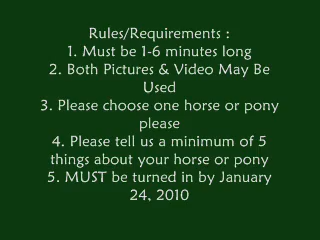 Rules/Requirements :
1. Must be 1-6 minutes long
2. Both Pictures & Video May Be
Used
3. Please choose one horse or pony
please
4. Please tell us a minimum of 5
things about your horse or pony
5. MUST be turned in by January
24, 2010